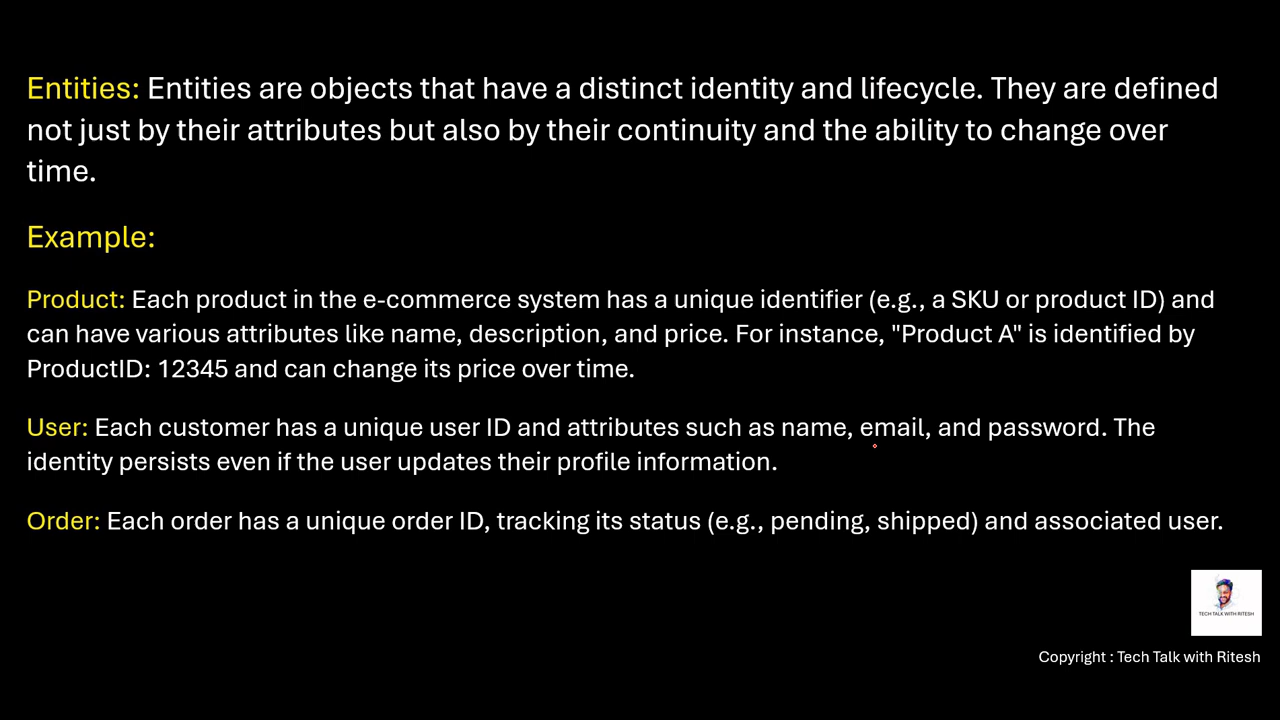 Entities: Entities are objects that have a distinct identity and lifecycle. They are defined
not just by their attributes but also by their continuity and the ability to change over
time.
Example:
Product: Each product in the e-commerce system has a unique identifier (e.g., a SKU or product ID) and
can have various attributes like name, description, and price. For instance, "Product A" is identified by
ProductID: 12345 and can change its price over time.
User: Each customer has a unique user ID and attributes such as name, email, and password. The
identity persists even if the user updates their profile information.
Order: Each order has a unique order ID, tracking its status (e.g., pending, shipped) and associated user.
TECH TALK WITH RITESH
Copyright : Tech Talk with Ritesh